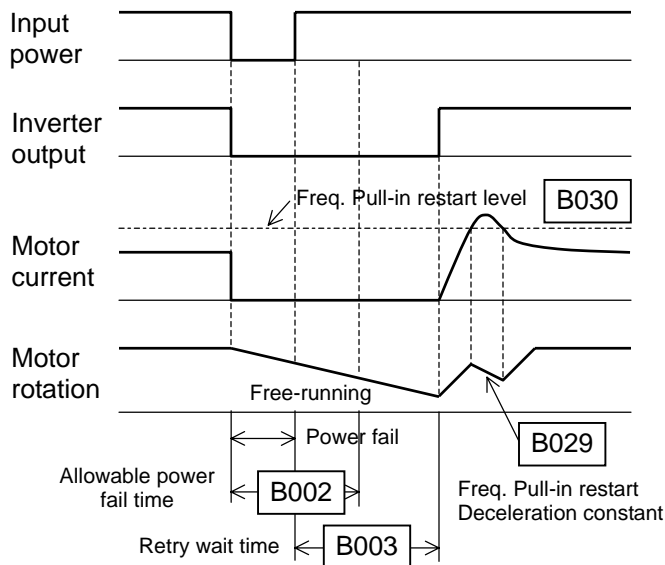 Input
power
Inverter
output
Freq. Pull-in restart level
B030
Motor
current
Motor
rotation
Free-running
Power fail
B029
Allowable power
fail time
B002
Freq. Pull-in restart
Deceleration constant
Retry wait time
B003